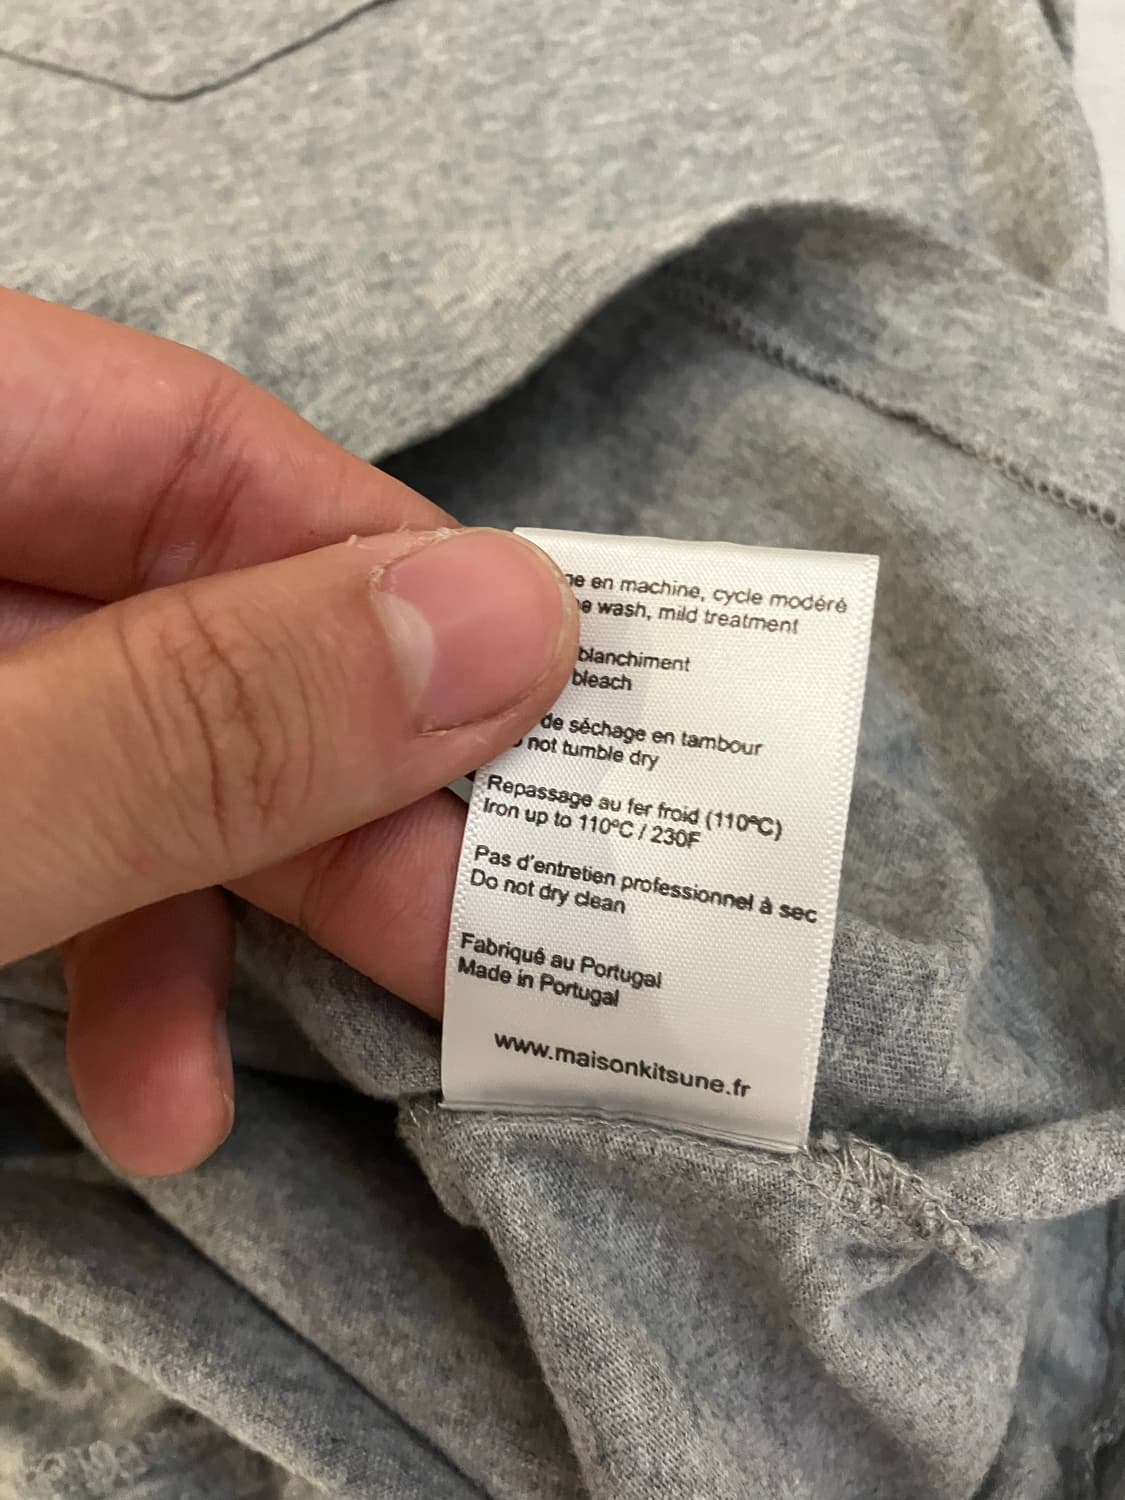 en machine, cycle modéré
wash, mild treatment
blanchiment
bleach
de séchage en tambour
not tumble dry
Repassage au fer froid (110ºC)
Iron up to 110ºC / 230F
Pas d'entretien professionnel à sec
Do not dry clean
Fabriqué au Portugal
Made in Portugal
www.maisonkitsune.fr